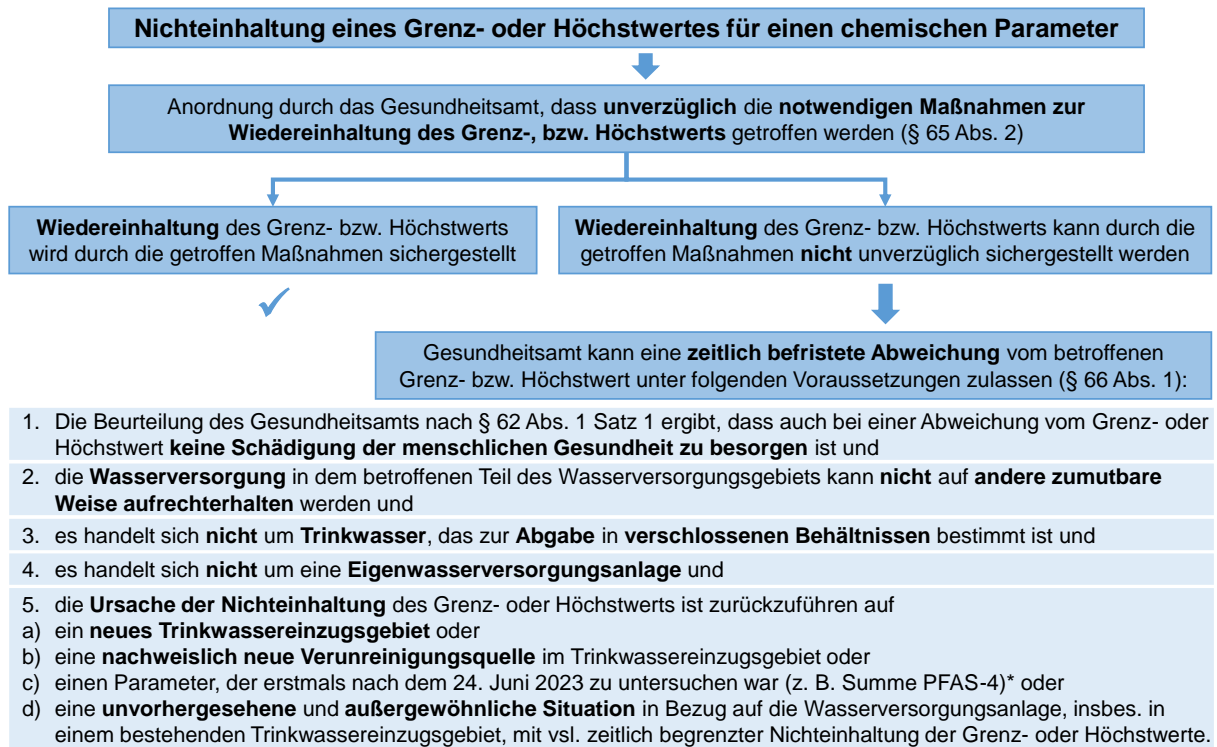 Nichteinhaltung eines Grenz- oder Höchstwertes für einen chemischen Parameter
Anordnung durch das Gesundheitsamt, dass unverzüglich die notwendigen Maßnahmen zur
Wiedereinhaltung des Grenz-, bzw. Höchstwerts getroffen werden (§ 65 Abs. 2)
Wiedereinhaltung des Grenz- bzw. Höchstwerts
wird durch die getroffen Maßnahmen sichergestellt
Wiedereinhaltung des Grenz- bzw. Höchstwerts kann durch die
getroffen Maßnahmen nicht unverzüglich sichergestellt werden
Gesundheitsamt kann eine zeitlich befristete Abweichung vom betroffenen
Grenz- bzw. Höchstwert unter folgenden Voraussetzungen zulassen (§ 66 Abs. 1):
1. Die Beurteilung des Gesundheitsamts nach § 62 Abs. 1 Satz 1 ergibt, dass auch bei einer Abweichung vom Grenz- oder
Höchstwert keine Schädigung der menschlichen Gesundheit zu besorgen ist und
2. die Wasserversorgung in dem betroffenen Teil des Wasserversorgungsgebiets kann nicht auf andere zumutbare
Weise aufrechterhalten werden und
3. es handelt sich nicht um Trinkwasser, das zur Abgabe in verschlossenen Behältnissen bestimmt ist und
4. es handelt sich nicht um eine Eigenwasserversorgungsanlage und
5. die Ursache der Nichteinhaltung des Grenz- oder Höchstwerts ist zurückzuführen auf
a) ein neues Trinkwassereinzugsgebiet oder
b) eine nachweislich neue Verunreinigungsquelle im Trinkwassereinzugsgebiet oder
c) einen Parameter, der erstmals nach dem 24. Juni 2023 zu untersuchen war (z. B. Summe PFAS-4)* oder
d) eine unvorhergesehene und außergewöhnliche Situation in Bezug auf die Wasserversorgungsanlage, insbes. in
einem bestehenden Trinkwassereinzugsgebiet, mit vsl. zeitlich begrenzter Nichteinhaltung der Grenz- oder Höchstwerte.